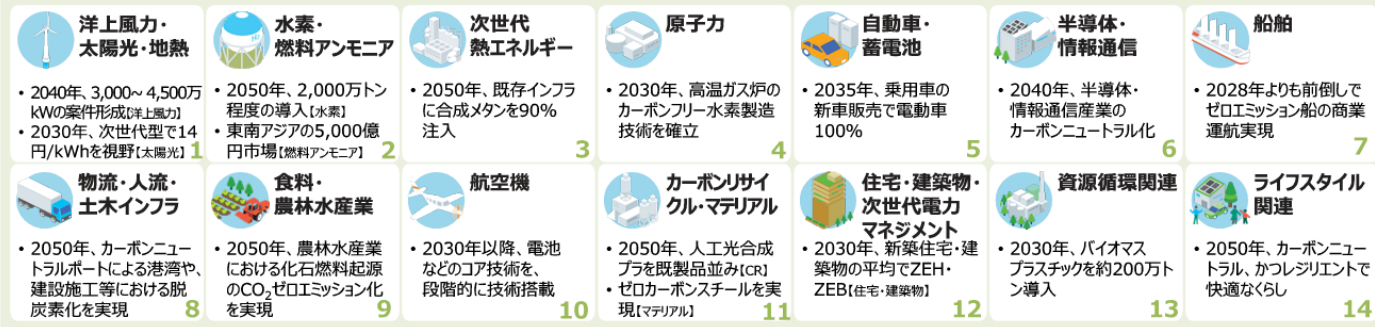 洋上風力・
太陽光・地熱
・2040年、3,000~ 4,500万
kWの案件形成【洋上風力】
・2030年、次世代型で14
円/kWhを視野【太陽光】
1
水素・
燃料アンモニア
・2050年、2,000万トン
程度の導入【水素】
・東南アジアの5,000億
円市場【燃料アンモニア】
2
次世代
熱エネルギー
・2050年、既存インフラ
に合成メタンを90%
注入
3
原子力
・2030年、高温ガス炉の
カーボンフリー水素製造
技術を確立
4
自動車・
蓄電池
・2035年、乗用車の
新車販売で電動車
100%
5
半導体・
情報通信
・2040年、半導体・
情報通信産業の
カーボンニュートラル化
6
船舶
・2028年よりも前倒しで
ゼロエミッション船の商業
運航実現
7
物流・人流・
土木インフラ
・2050年、カーボンニュー
トラルポートによる港湾や、
建設施工等における脱
炭素化を実現
8
食料・
農林水産業
・2050年、農林水産業
における化石燃料起源
のCO₂ゼロエミッション化
を実現
9
航空機
・2030年以降、電池
などのコア技術を、
段階的に技術搭載
10
カーボンリサイ
クル・マテリアル
・2050年、人工光合成
プラを既製品並み【CR】
・ゼロカーボンスチールを実
現【マテリアル】
11
住宅・建築物・
次世代電力
マネジメント
・2030年、新築住宅・建
築物の平均でZEH・
ZEB【住宅・建築物】
12
資源循環関連
・2030年、バイオマス
プラスチックを約200万ト
ン導入
13
ライフスタイル
関連
・2050年、カーボンニュー
トラル、かつレジリエントで
快適なくらし
14